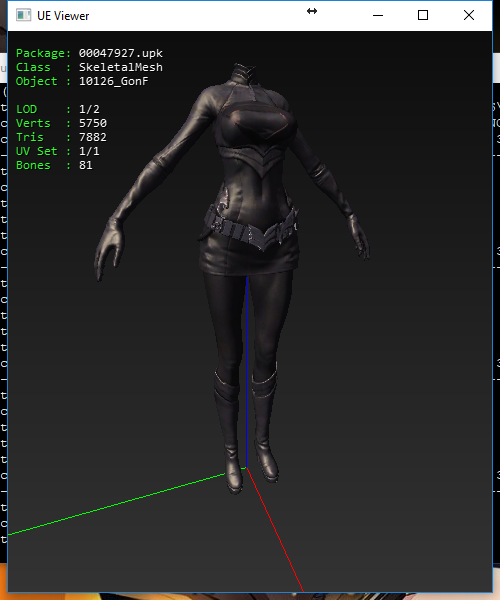 UE Viewer
Package: 00047927.upk
Class : SkeletalMesh
Object : 10126_GonF
LOD : 1/2
Verts : 5750
Tris : 7882
UV Set : 1/1
Bones : 81